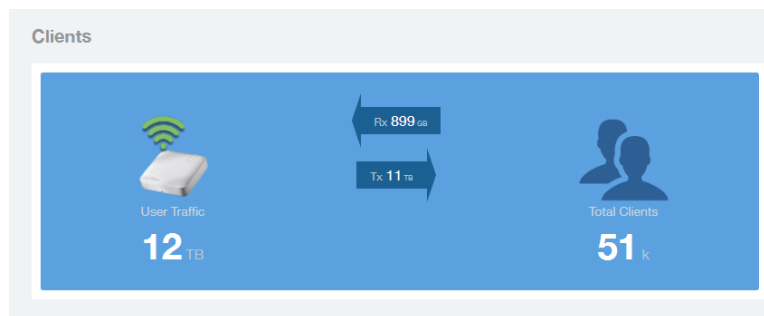 Clients
Rx 899 GB
Tx 11 TB
User Traffic
12 TB
Total Clients
51 k